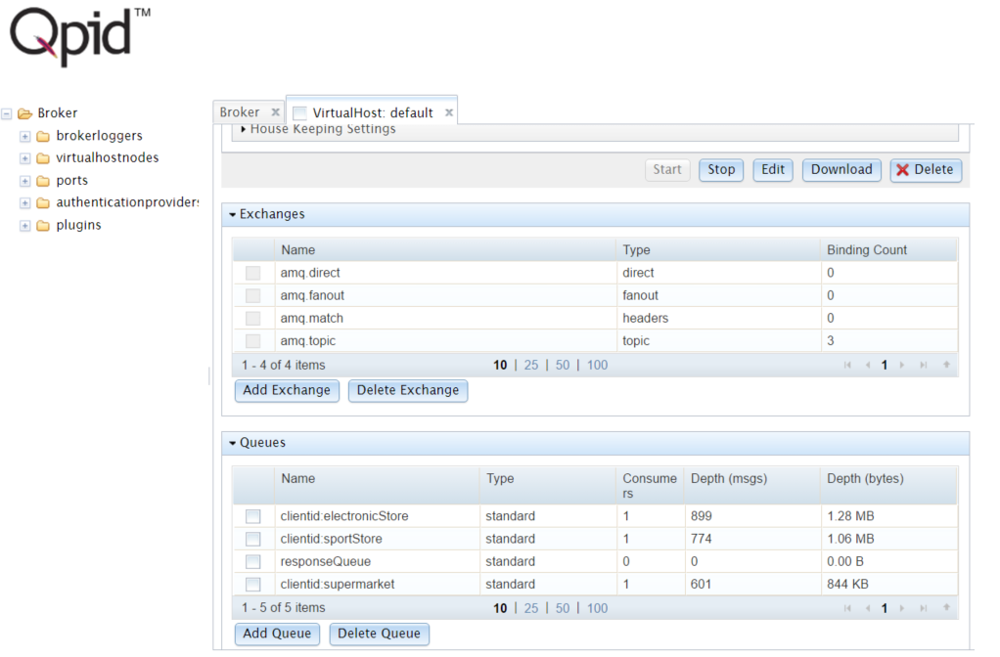 Qpid™
Broker
brokerloggers
virtualhostnodes
ports
authenticationproviders
plugins
Broker x VirtualHost: default x
House Keeping Settings
Start Stop Edit Download Delete
Exchanges
Name Type Binding Count
amq.direct direct 0
amq.fanout fanout 0
amq.match headers 0
amq.topic topic 3
1 - 4 of 4 items 10 | 25 | 50 | 100 1
Add Exchange Delete Exchange
Queues
Name Type Consumers Depth (msgs) Depth (bytes)
clientid:electronicStore standard 1 899 1.28 MB
clientid:sportStore standard 1 774 1.06 MB
responseQueue standard 0 0 0.00 B
clientid:supermarket standard 1 601 844 KB
1 - 5 of 5 items 10 | 25 | 50 | 100 1
Add Queue Delete Queue